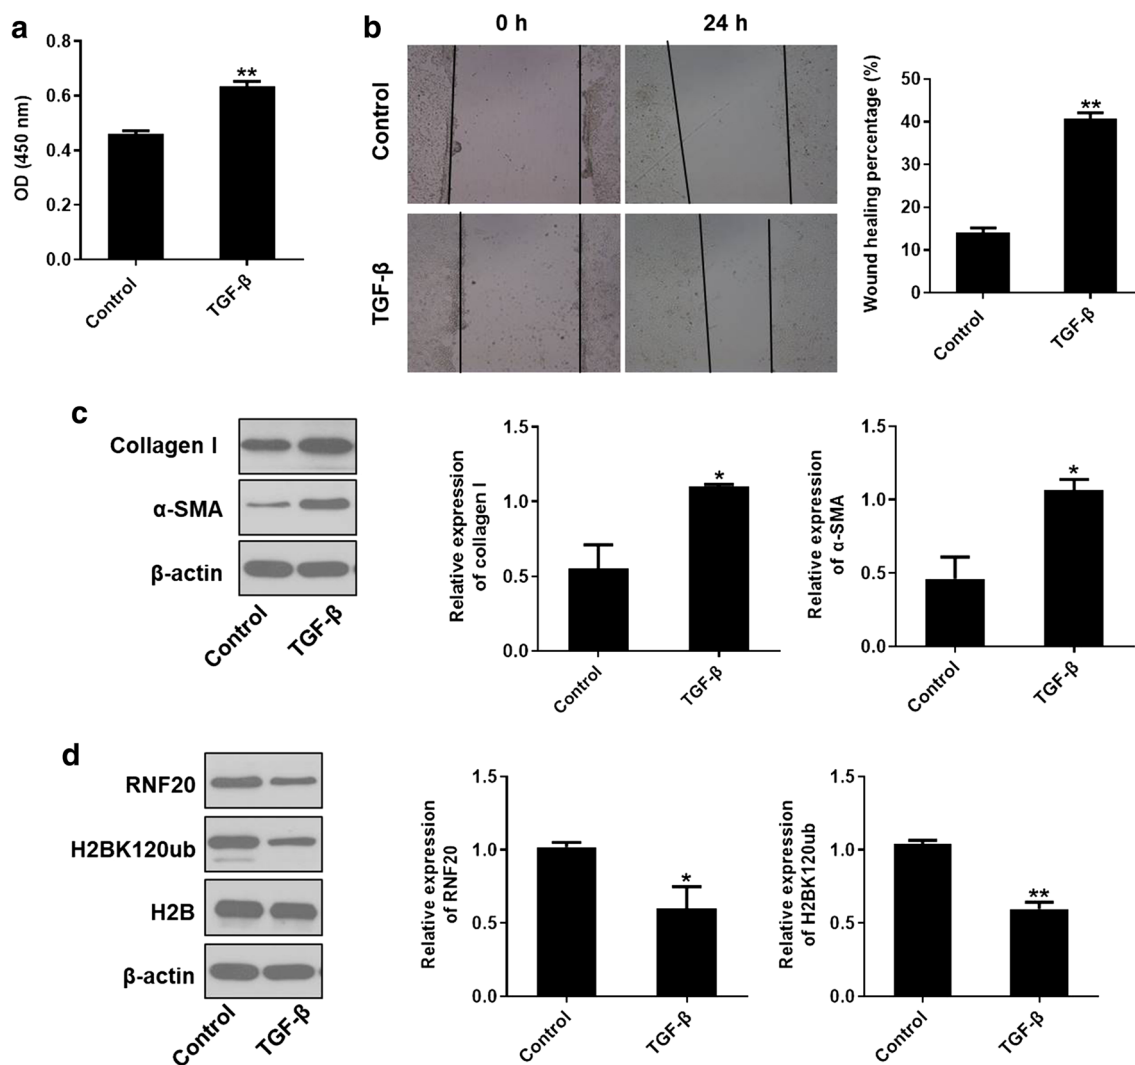 a
0.8
0.6
0.4
0.2
0.0
OD (450 nm)
**
Control
TGF-β
b
0 h
24 h
Control
TGF-β
Wound healing percentage (%)
50
40
30
20
10
0
**
Control
TGF-β
c
Collagen I
α-SMA
β-actin
Control
TGF-β
Relative expression
of collagen I
1.5
1.0
0.5
0.0
*
Control
TGF-β
Relative expression
of α-SMA
1.5
1.0
0.5
0.0
*
Control
TGF-β
d
RNF20
H2BK120ub
H2B
β-actin
Control
TGF-β
Relative expression
of RNF20
1.5
1.0
0.5
0.0
*
Control
TGF-β
Relative expression
of H2BK120ub
1.5
1.0
0.5
0.0
**
Control
TGF-β